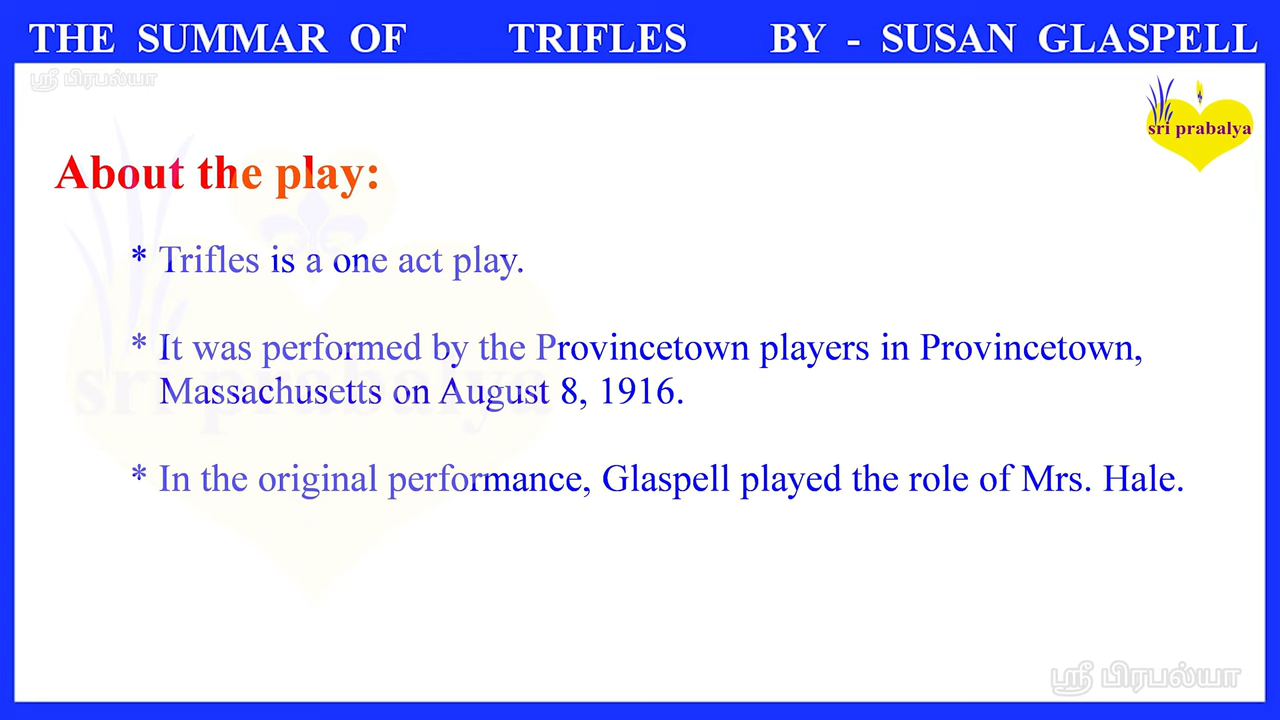 THE SUMMAR OF TRIFLES BY - SUSAN GLASPELL
ஸ்ரீ பிரபல்யா
sri prabalya
About the play:
* Trifles is a one act play.
* It was performed by the Provincetown players in Provincetown,
Massachusetts on August 8, 1916.
sri prabalya
* In the original performance, Glaspell played the role of Mrs. Hale.
ஸ்ரீ பிரபல்யா